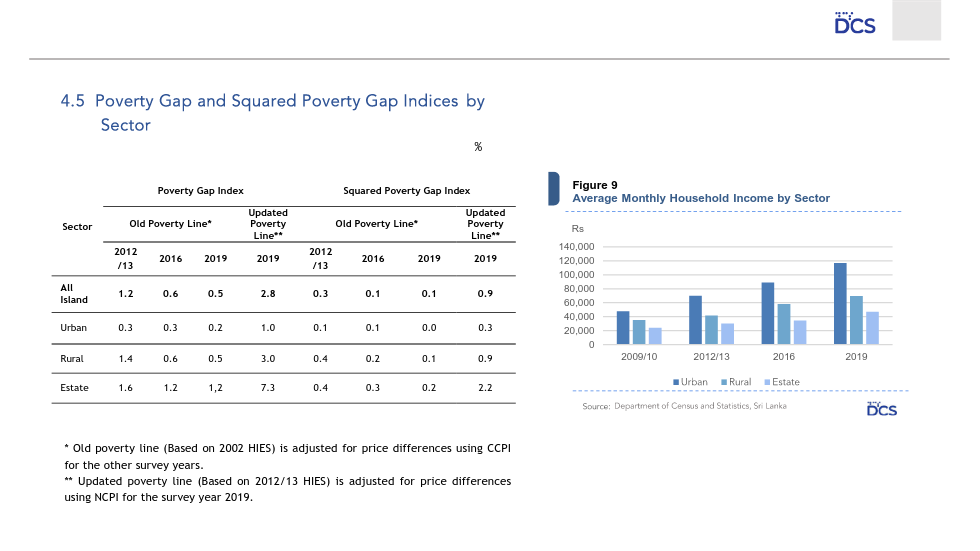 DCS
4.5 Poverty Gap and Squared Poverty Gap Indices by
Sector
%
Poverty Gap Index Squared Poverty Gap Index
Sector Old Poverty Line* Updated Poverty Line** Old Poverty Line* Updated Poverty Line**
2012/13 2016 2019 2019 2012/13 2016 2019 2019
All Island 1.2 0.6 0.5 2.8 0.3 0.1 0.1 0.9
Urban 0.3 0.3 0.2 1.0 0.1 0.1 0.0 0.3
Rural 1.4 0.6 0.5 3.0 0.4 0.2 0.1 0.9
Estate 1.6 1.2 1,2 7.3 0.4 0.3 0.2 2.2
* Old poverty line (Based on 2002 HIES) is adjusted for price differences using CCPI
for the other survey years.
** Updated poverty line (Based on 2012/13 HIES) is adjusted for price differences
using NCPI for the survey year 2019.
Figure 9
Average Monthly Household Income by Sector
Rs
140,000
120,000
100,000
80,000
60,000
40,000
20,000
0
2009/10 2012/13 2016 2019
Urban Rural Estate
Source: Department of Census and Statistics, Sri Lanka
DCS